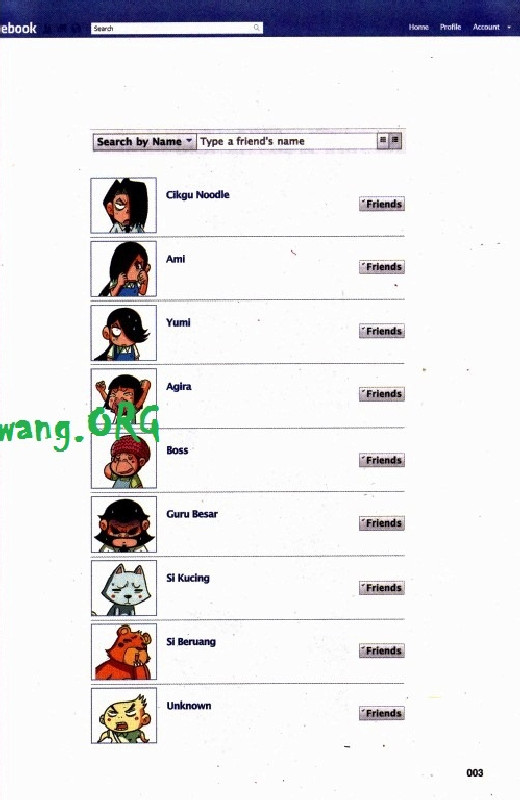 ebook
Search
Home Profile Account
Search by Name Type a friend's name
Cikgu Noodle
Friends
Ami
Friends
Yumi
Friends
Agira
Friends
wang.ORG
Boss
Friends
Guru Besar
Friends
Si Kucing
Friends
Si Beruang
Friends
Unknown
Friends
003